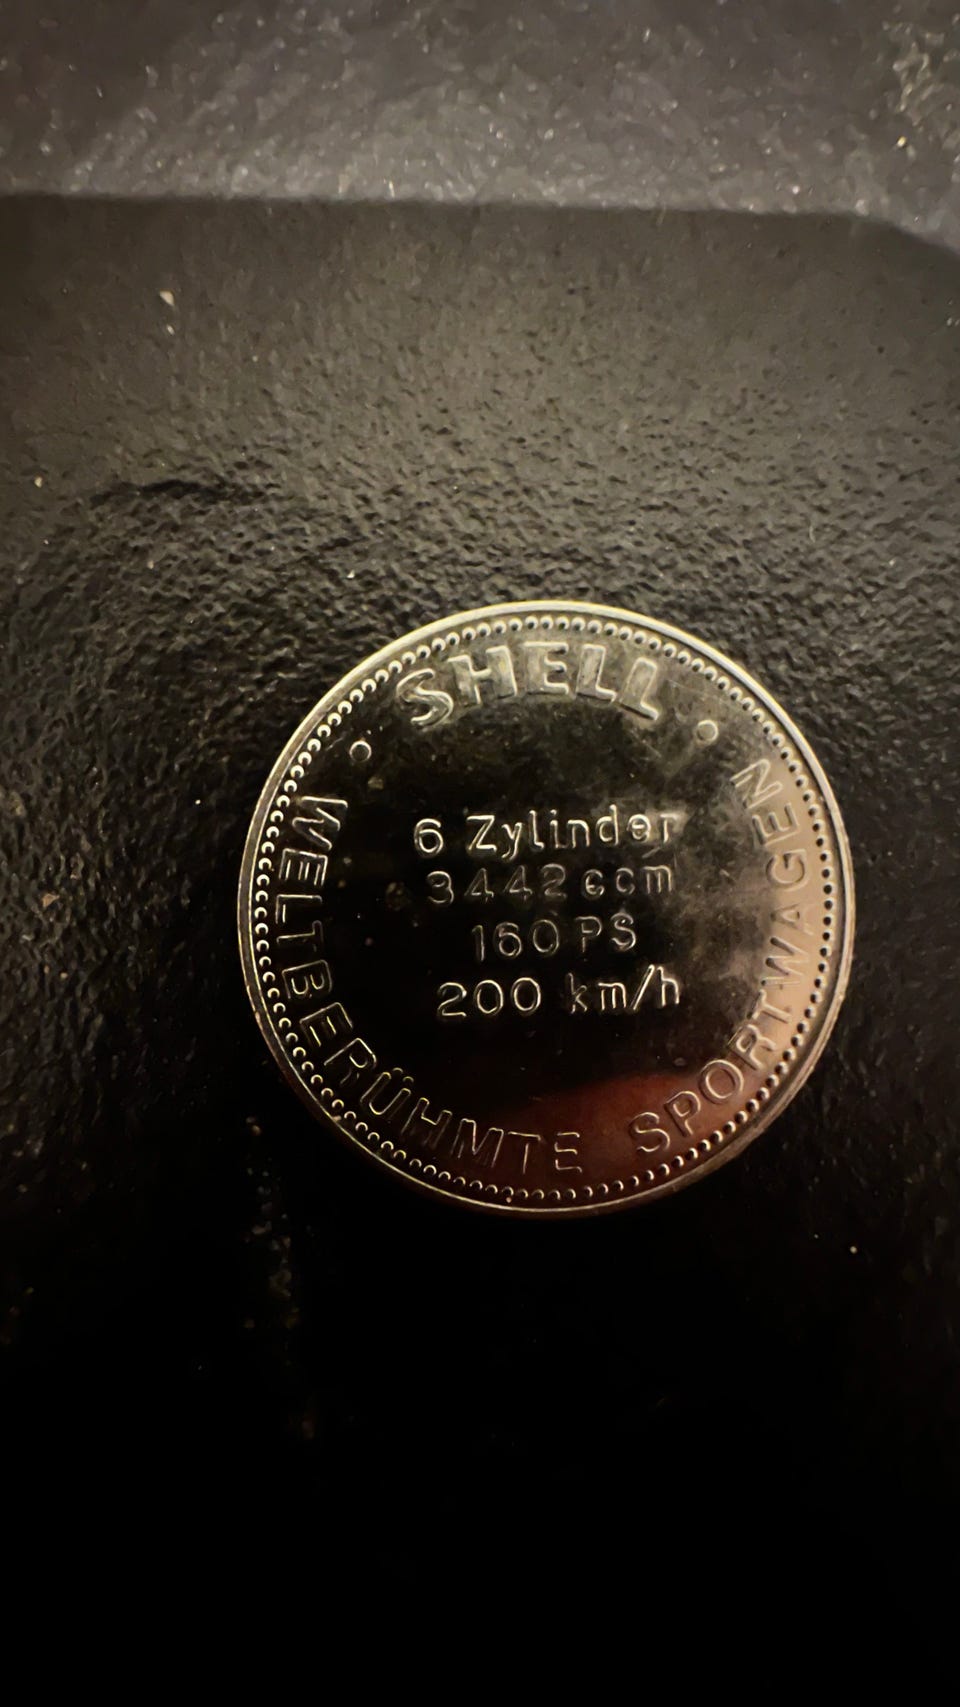 SHELL
6 Zylinder
3442 ccm
160 PS
200 km/h
WELTBERÜHMTE SPORTWAGEN